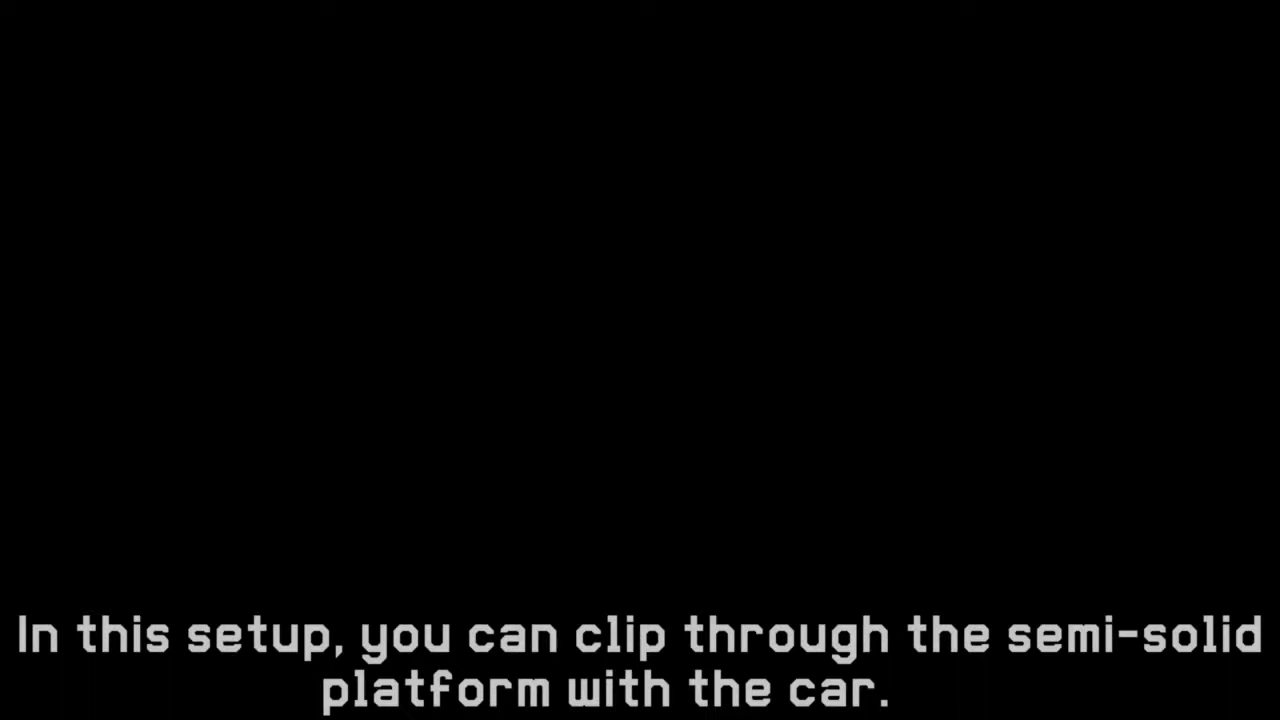 In this setup, you can clip through the semi-solid
platform with the car.